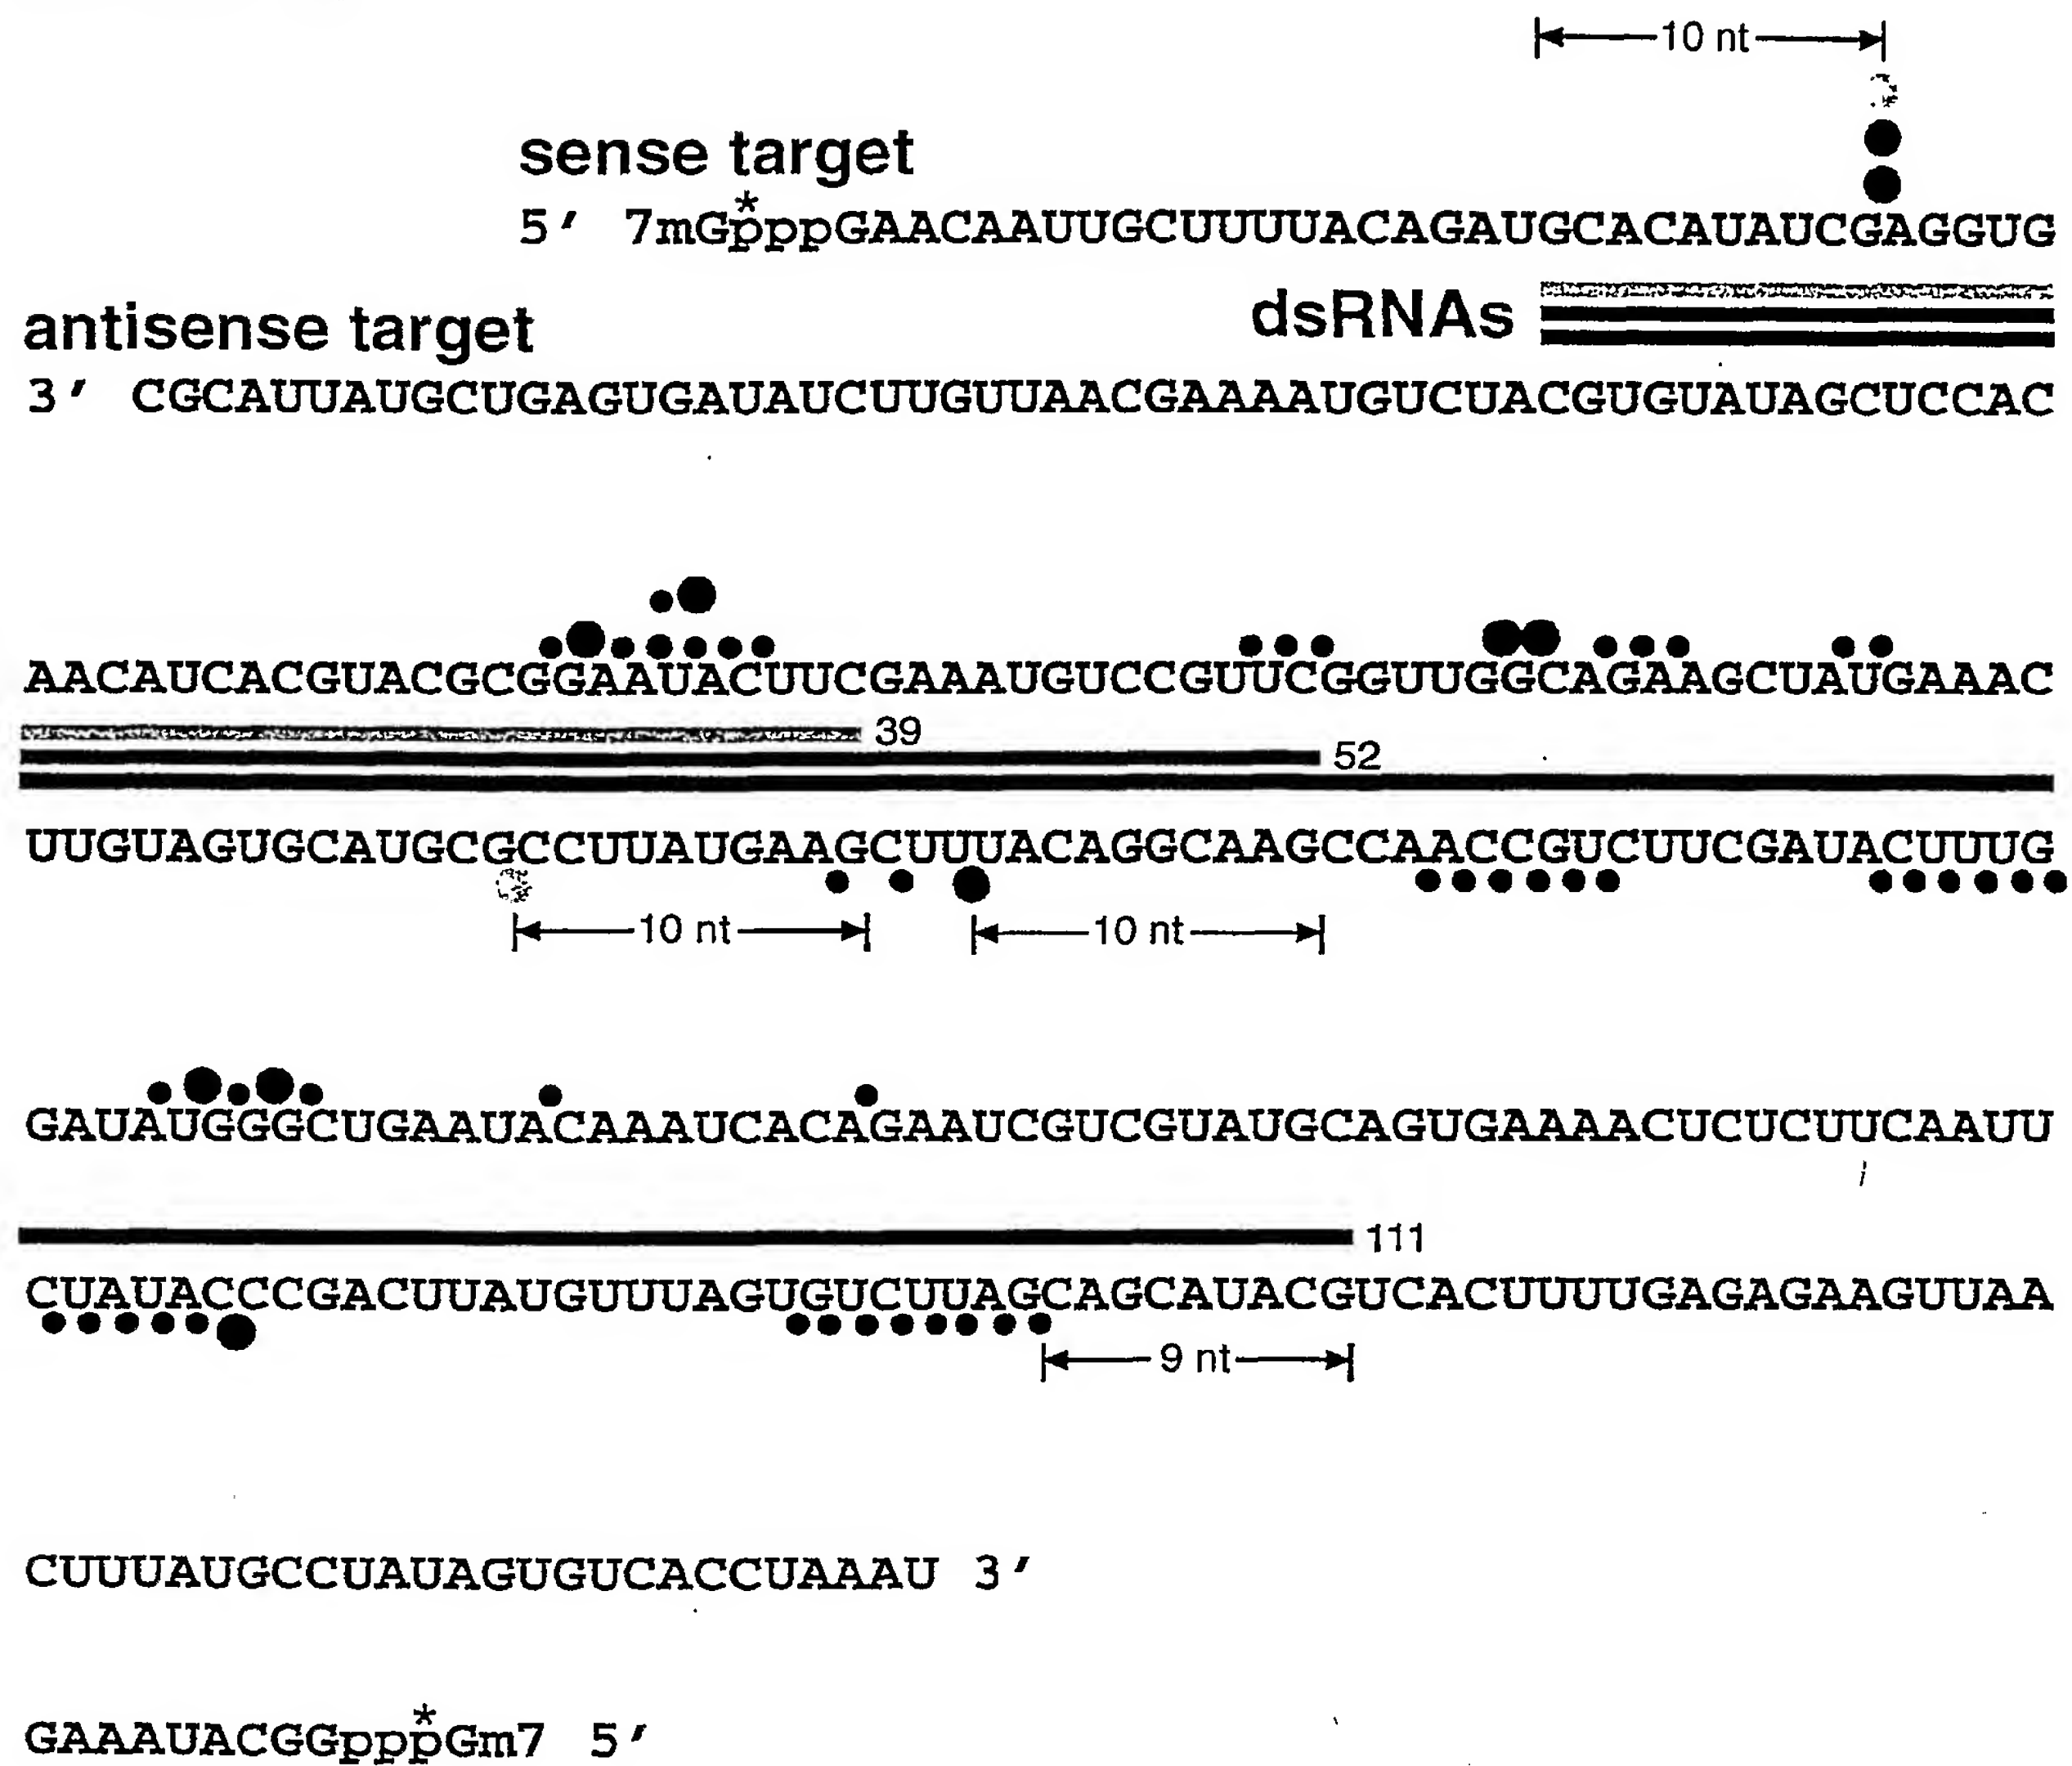 10 nt
sense target
*
5′ 7mGpppGAACAAUUGCUUUUACAGAUGCACAUAUCGAGGUG
dsRNAs
antisense target
3′ CGCAUUAUGCUGAGUGAUAUCUUGUUAACGAAAAUGUCUACGUGUAUAGCUCCAC
AACAUCACGUACGCGGAAUACUUCGAAAUGUCCGUUCGGUUGGCAGAAGCUAUGAAAC
39
52
UUGUAGUGCAUGCGCCUUAUGAAGCUUUACAGGCAAGCCAACCGUCUUCGAUACUUUG
10 nt 10 nt
GAUAUGGGCUGAAUACAAAUCACAGAAUCGUCGUAUGCAGUGAAAACUCUCUUCAAUU
111
CUAUACCCGACUUAUGUUUAGUGUCUUAGCAGCAUACGUCACUUUUGAGAGAAGUUAA
9 nt
CUUUAUGCCUAUAGUGUCACCUAAAU 3′
*
GAAAUACGGpppGm7 5′